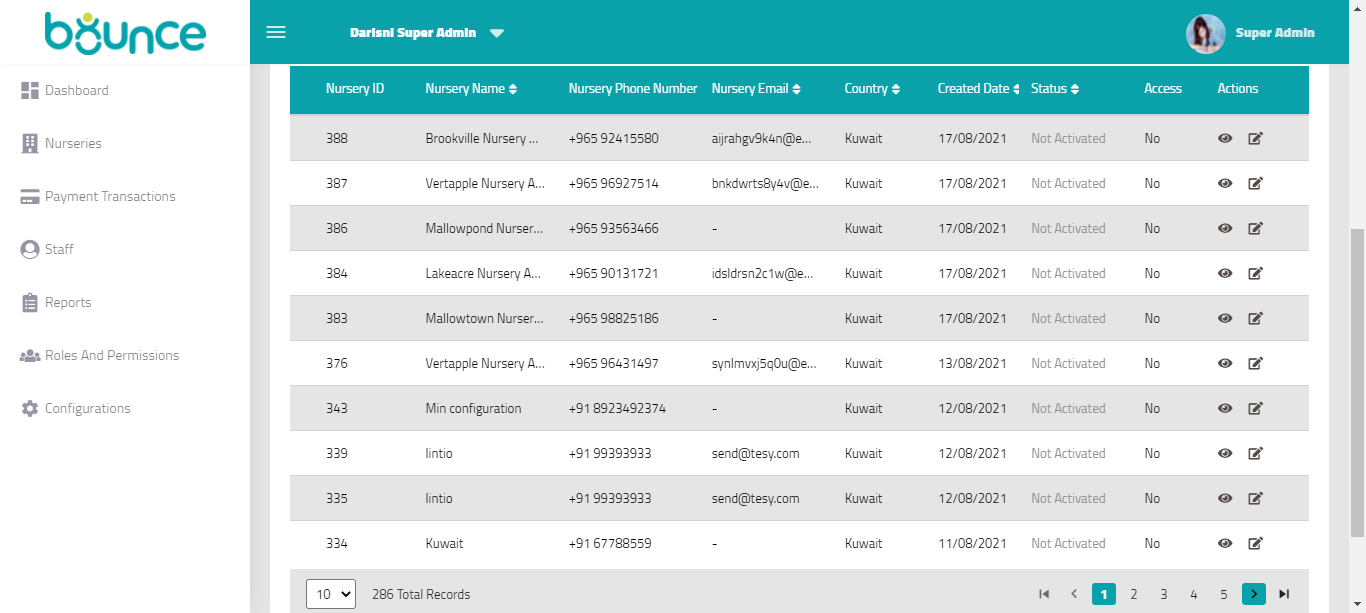 bounce
Darisni Super Admin
Super Admin
Dashboard
Nurseries
Payment Transactions
Staff
Reports
Roles And Permissions
Configurations
Nursery ID Nursery Name Nursery Phone Number Nursery Email Country Created Date Status Access Actions
388 Brookville Nursery ... +965 92415580 aijrahgv9k4n@e... Kuwait 17/08/2021 Not Activated No
387 Vertapple Nursery A... +965 96927514 bnkdwrts8y4v@e... Kuwait 17/08/2021 Not Activated No
386 Mallowpond Nurser... +965 93563466 - Kuwait 17/08/2021 Not Activated No
384 Lakeacre Nursery A... +965 90131721 idsldrsn2c1w@e... Kuwait 17/08/2021 Not Activated No
383 Mallowtown Nurser... +965 98825186 - Kuwait 17/08/2021 Not Activated No
376 Vertapple Nursery A... +965 96431497 synlmvxj5q0u@e... Kuwait 13/08/2021 Not Activated No
343 Min configuration +91 8923492374 - Kuwait 12/08/2021 Not Activated No
339 lintio +91 99393933 send@tesy.com Kuwait 12/08/2021 Not Activated No
335 lintio +91 99393933 send@tesy.com Kuwait 12/08/2021 Not Activated No
334 Kuwait +91 67788559 - Kuwait 11/08/2021 Not Activated No
10 286 Total Records 1 2 3 4 5